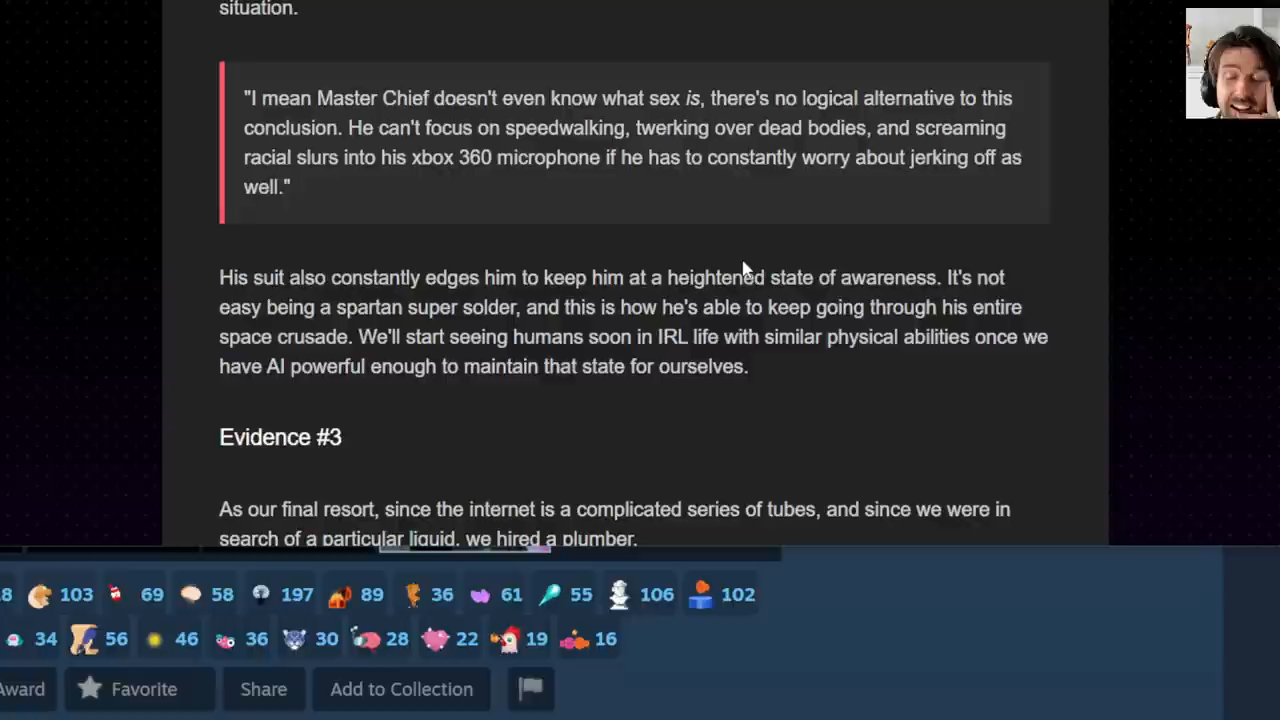 situation.
"I mean Master Chief doesn't even know what sex is, there's no logical alternative to this
conclusion. He can't focus on speedwalking, twerking over dead bodies, and screaming
racial slurs into his xbox 360 microphone if he has to constantly worry about jerking off as
well."
His suit also constantly edges him to keep him at a heightened state of awareness. It's not
easy being a spartan super solder, and this is how he's able to keep going through his entire
space crusade. We'll start seeing humans soon in IRL life with similar physical abilities once we
have AI powerful enough to maintain that state for ourselves.
Evidence #3
As our final resort, since the internet is a complicated series of tubes, and since we were in
search of a particular liquid, we hired a plumber.
8 103 69 58 197 89 36 61 55 106 102
34 56 46 36 30 28 22 19 16
Award Favorite Share Add to Collection